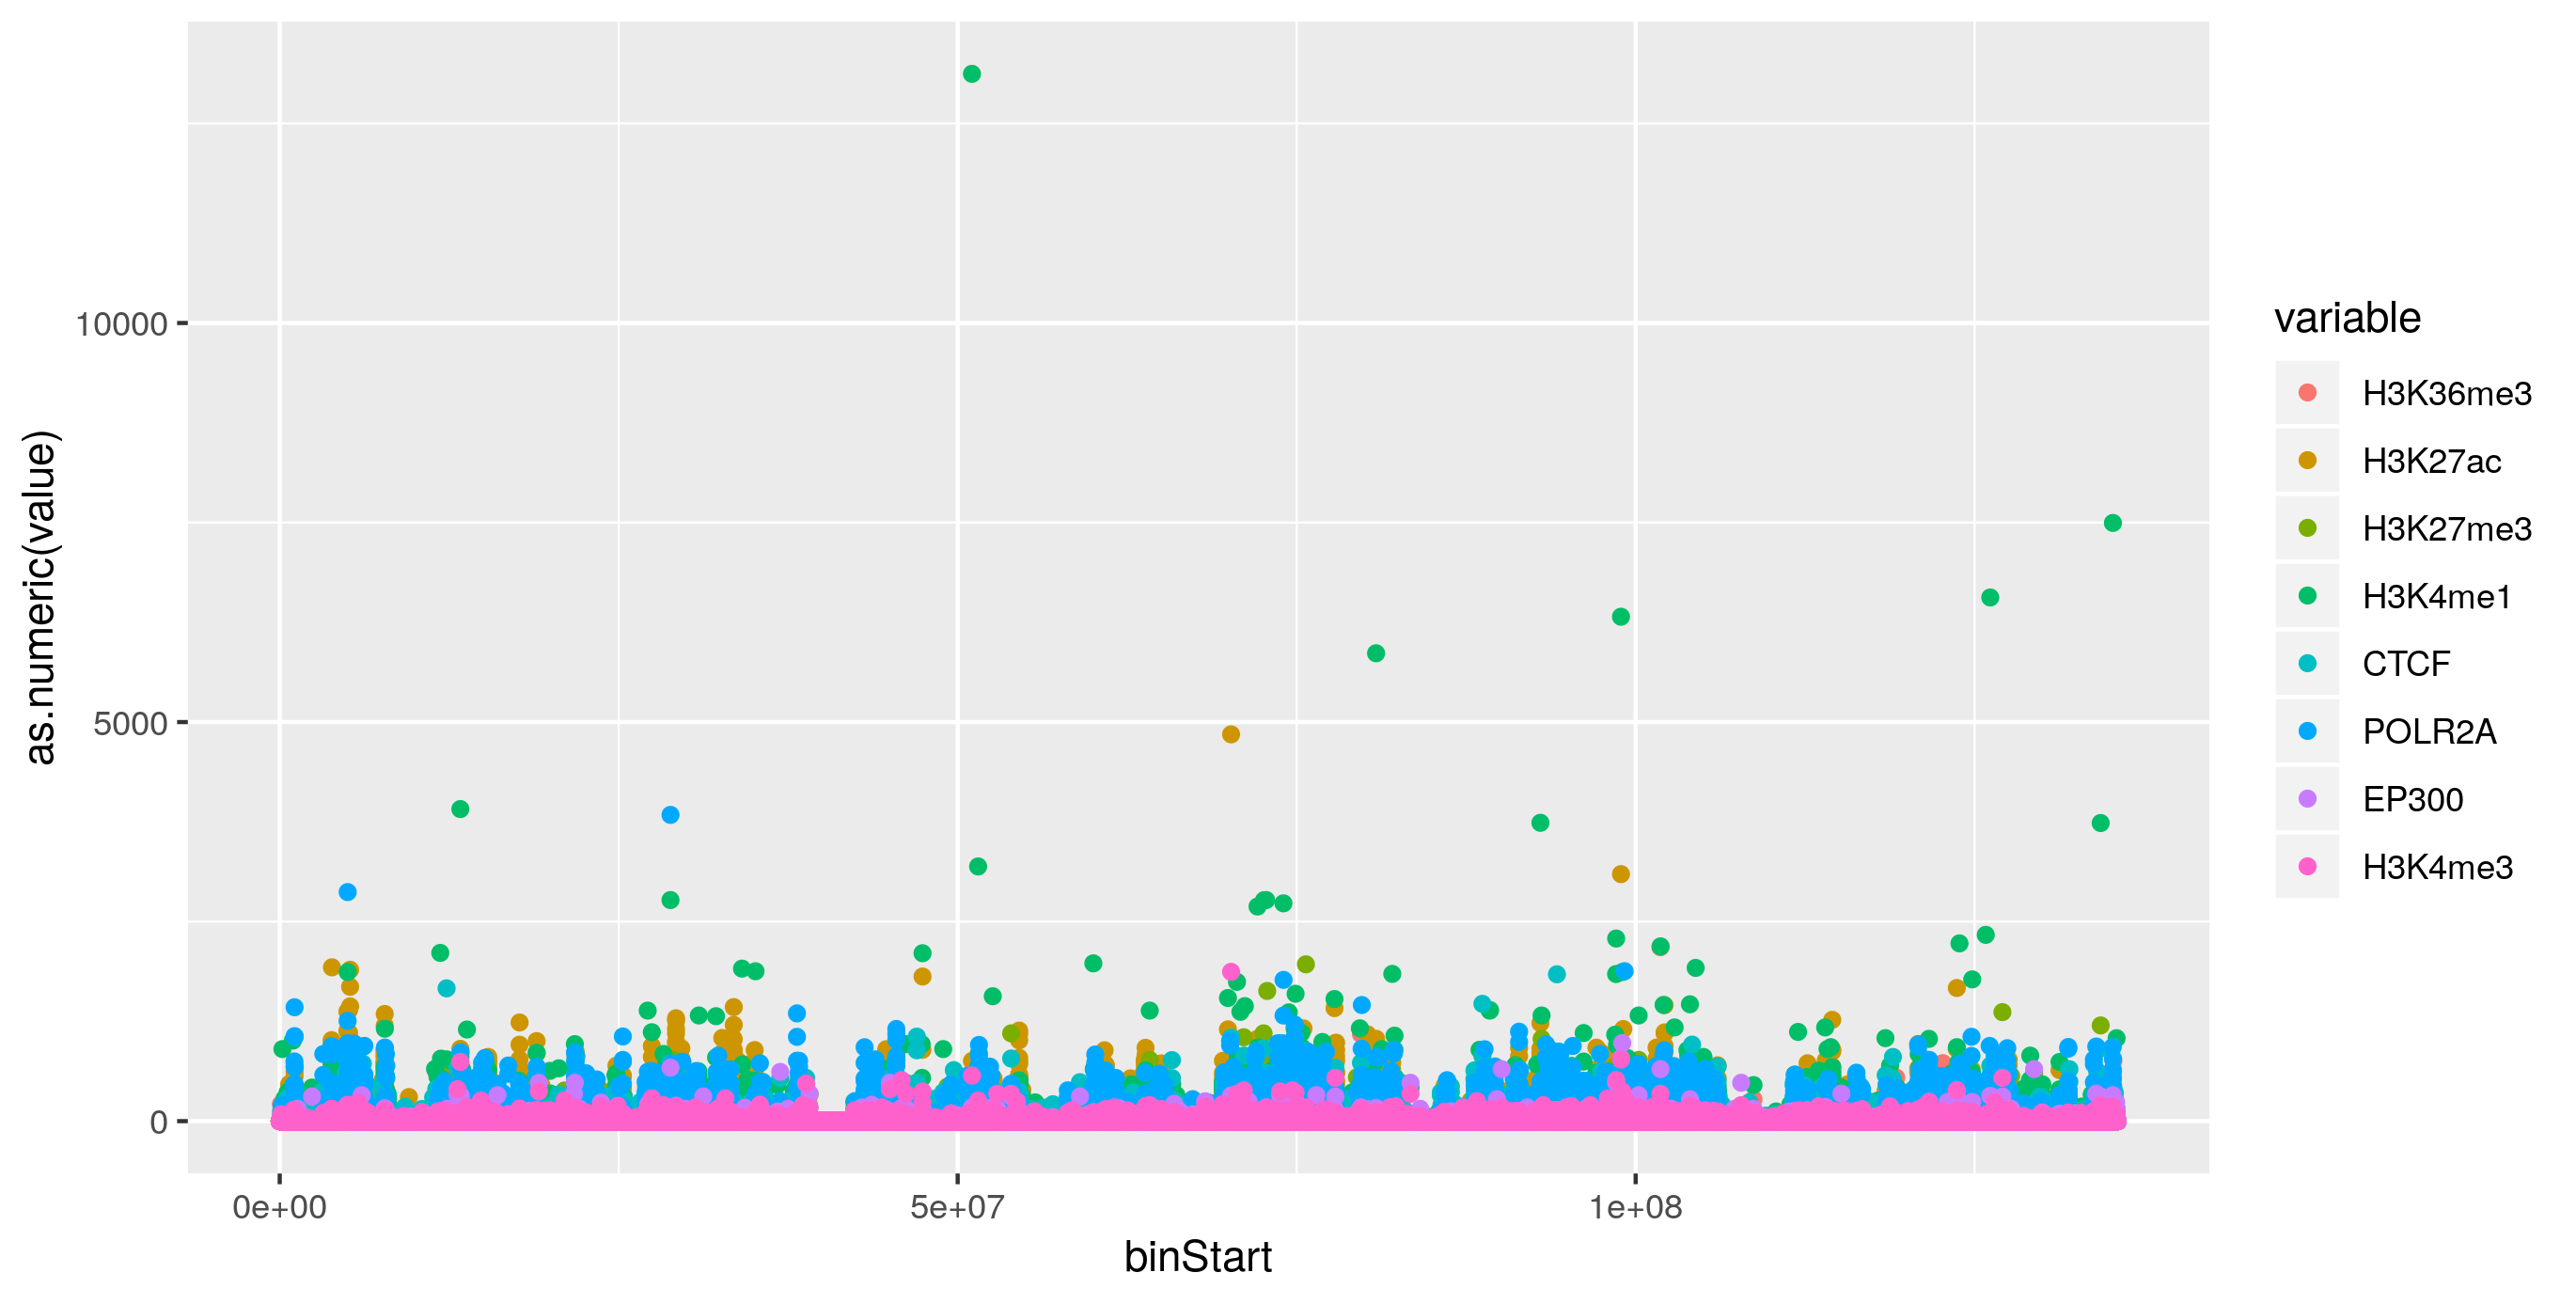 10000
5000
0
as.numeric(value)
0e+00
5e+07
1e+08
binStart
variable
H3K36me3
H3K27ac
H3K27me3
H3K4me1
CTCF
POLR2A
EP300
H3K4me3